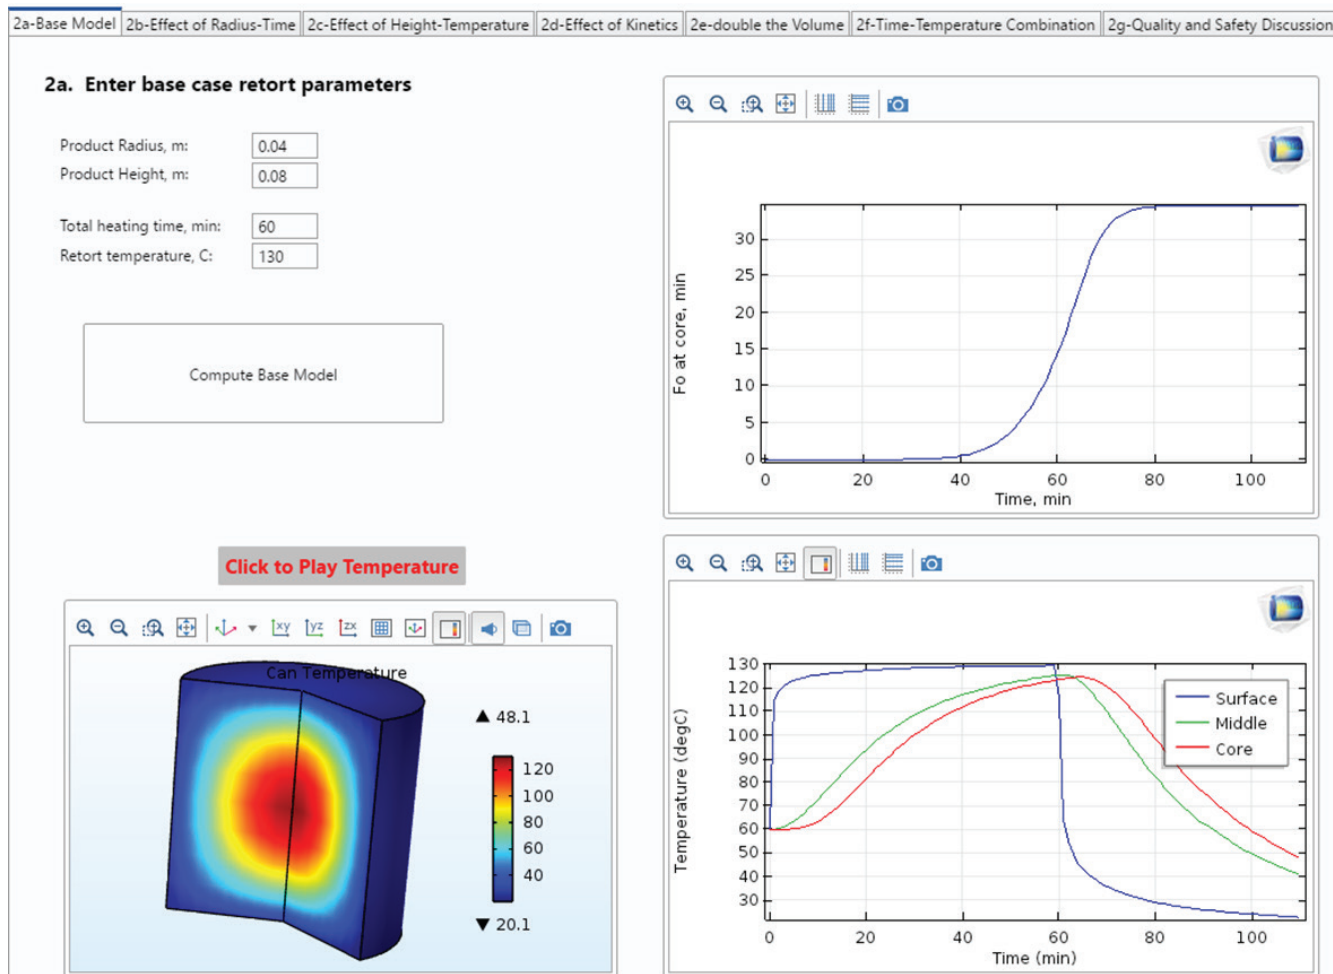 2a-Base Model 2b-Effect of Radius-Time 2c-Effect of Height-Temperature 2d-Effect of Kinetics 2e-double the Volume 2f-Time-Temperature Combination 2g-Quality and Safety Discussion
2a. Enter base case retort parameters
Product Radius, m: 0.04
Product Height, m: 0.08
Total heating time, min: 60
Retort temperature, C: 130
Compute Base Model
Click to Play Temperature
xy yz zx
Can Temperature
▲ 48.1
120
100
80
60
40
▼ 20.1
Fo at core, min
30
25
20
15
10
5
0
0 20 40 60 80 100
Time, min
Temperature (degC)
130
120
110
100
90
80
70
60
50
40
30
Surface
Middle
Core
0 20 40 60 80 100
Time (min)